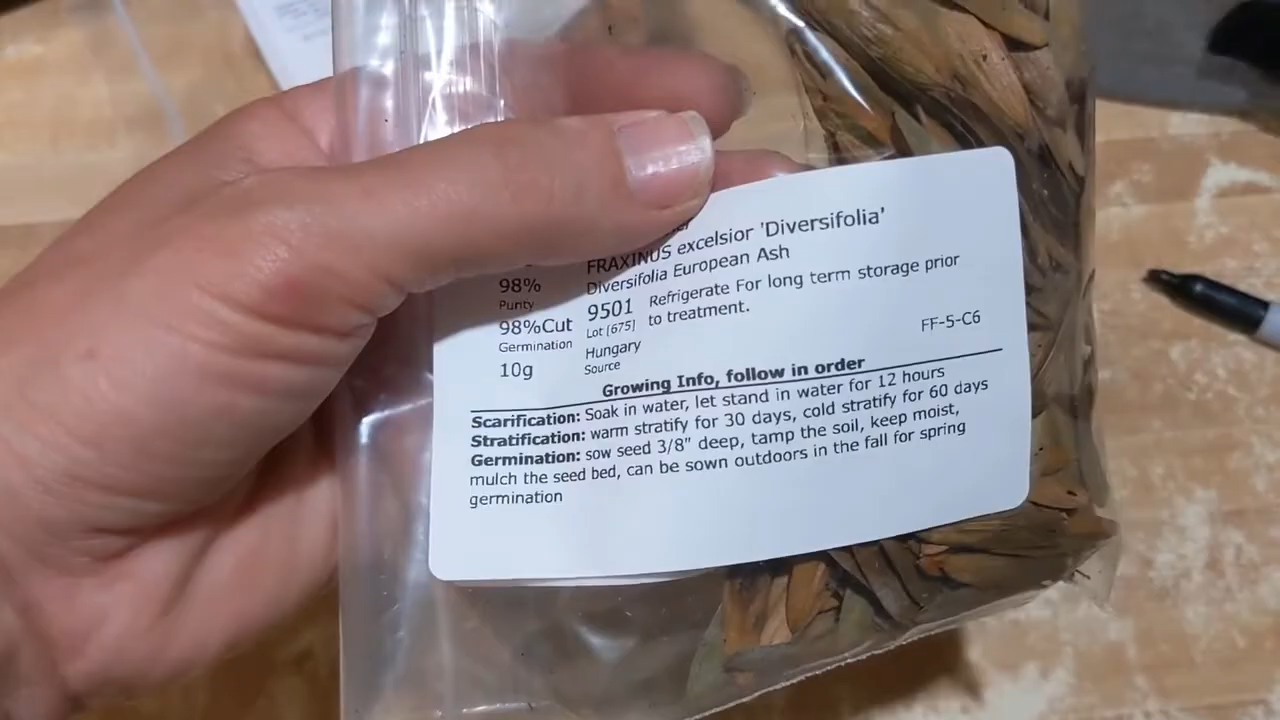 FRAXINUS excelsior 'Diversifolia'
Diversifolia European Ash
98%
Purity
9501 Refrigerate For long term storage prior
Lot (675) to treatment.
98%Cut
Germination
Hungary
FF-5-C6
10g
Source
Growing Info, follow in order
Scarification: Soak in water, let stand in water for 12 hours
Stratification: warm stratify for 30 days, cold stratify for 60 days
Germination: sow seed 3/8" deep, tamp the soil, keep moist,
mulch the seed bed, can be sown outdoors in the fall for spring
germination